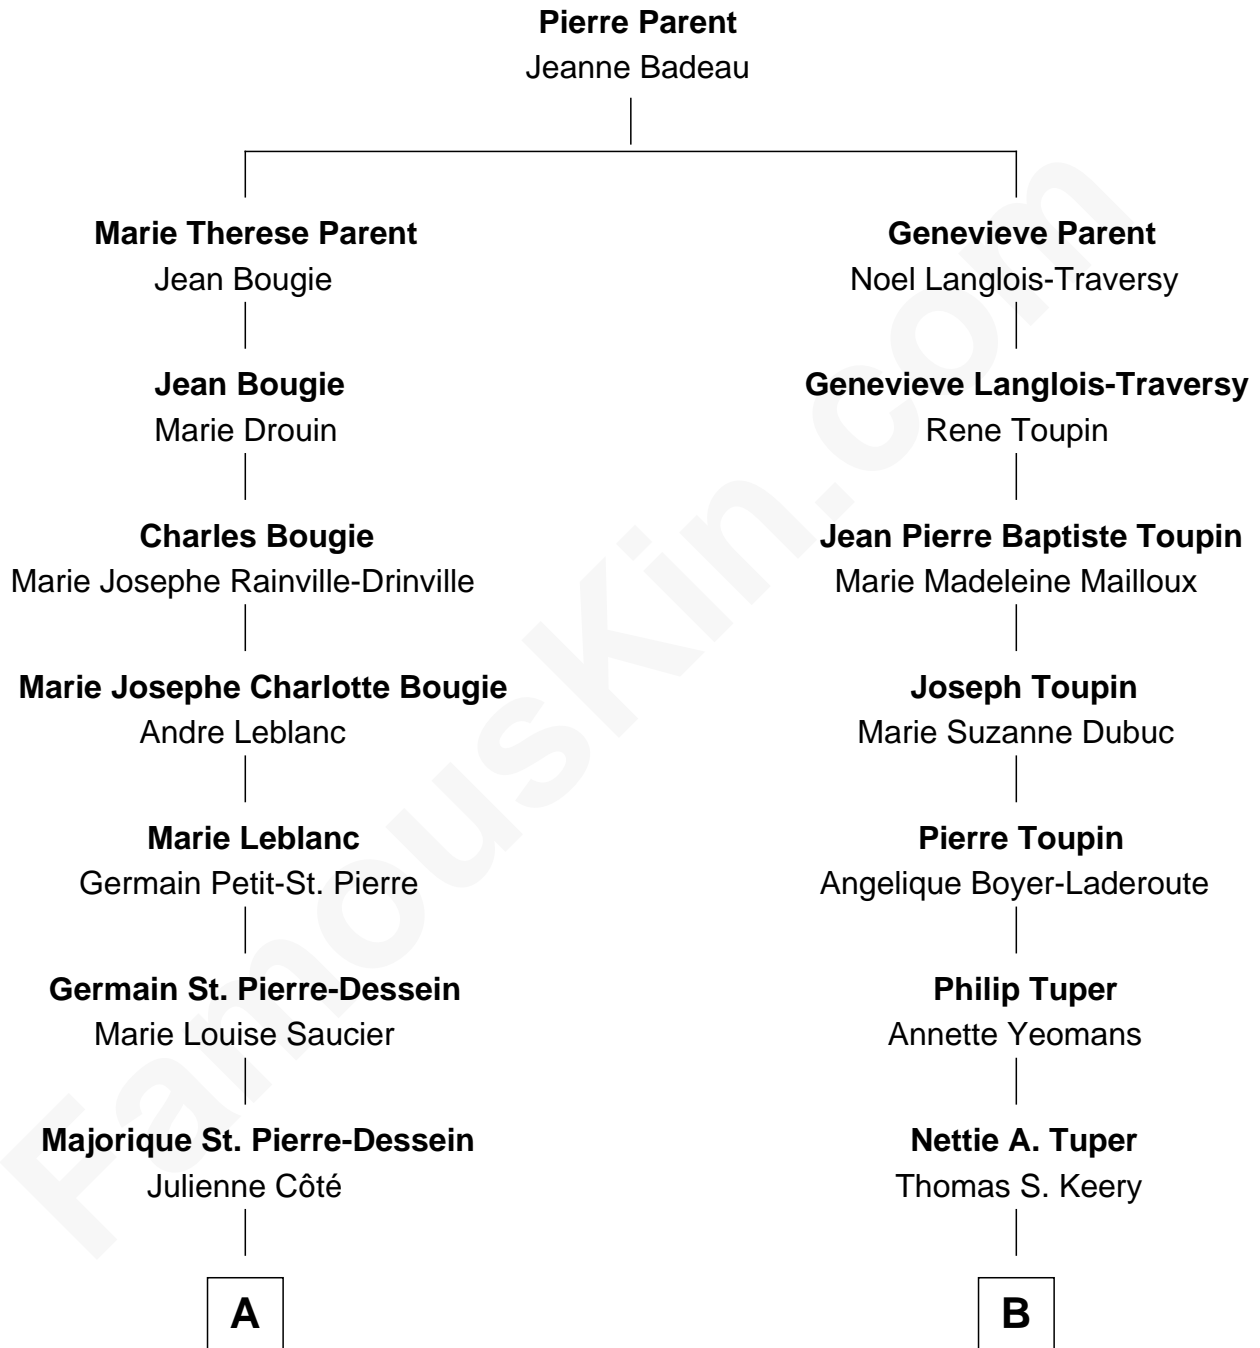 Pierre Parent
Jeanne Badeau
Marie Therese Parent
Jean Bougie
Genevieve Parent
Noel Langlois-Traversy
Jean Bougie
Marie Drouin
Genevieve Langlois-Traversy
Rene Toupin
Charles Bougie
Marie Josephe Rainville-Drinville
Jean Pierre Baptiste Toupin
Marie Madeleine Mailloux
Marie Josephe Charlotte Bougie
Andre Leblanc
Joseph Toupin
Marie Suzanne Dubuc
Marie Leblanc
Germain Petit-St. Pierre
Pierre Toupin
Angelique Boyer-Laderoute
Germain St. Pierre-Dessein
Marie Louise Saucier
Philip Tuper
Annette Yeomans
Majorique St. Pierre-Dessein
Julienne Côté
Nettie A. Tuper
Thomas S. Keery
A
B
FamousKin.com